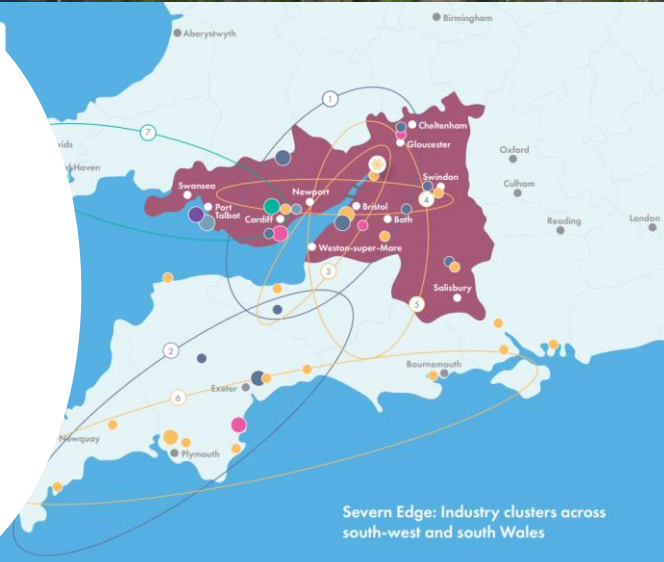 Birmingham
Aberystwyth
1
Cheltenham
7
Gloucester
vids
Oxford
Haven
Swansea
Swindon
Culham
Newport
4
Port
Talbot
Bristol
Cardiff
Bath
Reading
London
Weston-super-Mare
3
Salisbury
5
2
Bournemouth
Exeter
6
Newquay
Plymouth
Severn Edge: Industry clusters across
south-west and south Wales